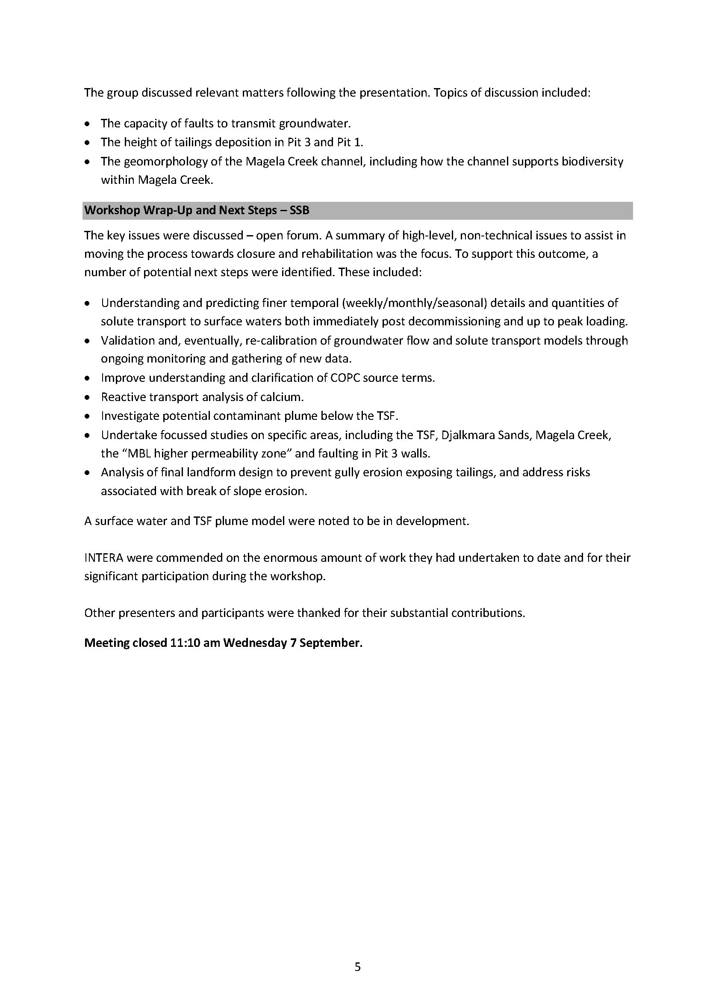 The group discussed relevant matters following the presentation. Topics of discussion included:
• The capacity of faults to transmit groundwater.
• The height of tailings deposition in Pit 3 and Pit 1.
• The geomorphology of the Magela Creek channel, including how the channel supports biodiversity
within Magela Creek.
Workshop Wrap-Up and Next Steps – SSB
The key issues were discussed – open forum. A summary of high-level, non-technical issues to assist in
moving the process towards closure and rehabilitation was the focus. To support this outcome, a
number of potential next steps were identified. These included:
• Understanding and predicting finer temporal (weekly/monthly/seasonal) details and quantities of
solute transport to surface waters both immediately post decommissioning and up to peak loading.
• Validation and, eventually, re-calibration of groundwater flow and solute transport models through
ongoing monitoring and gathering of new data.
• Improve understanding and clarification of COPC source terms.
• Reactive transport analysis of calcium.
• Investigate potential contaminant plume below the TSF.
• Undertake focussed studies on specific areas, including the TSF, Djalkmara Sands, Magela Creek,
the “MBL higher permeability zone” and faulting in Pit 3 walls.
• Analysis of final landform design to prevent gully erosion exposing tailings, and address risks
associated with break of slope erosion.
A surface water and TSF plume model were noted to be in development.
INTERA were commended on the enormous amount of work they had undertaken to date and for their
significant participation during the workshop.
Other presenters and participants were thanked for their substantial contributions.
Meeting closed 11:10 am Wednesday 7 September.
5